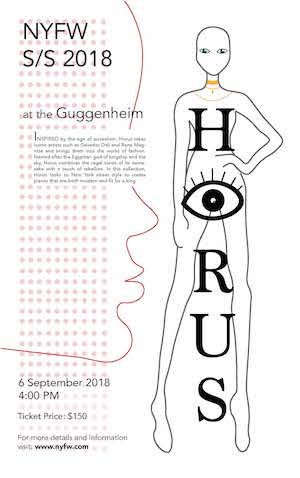 NYFW
S/S 2018
at the Guggenheim
INSPIRED by the age of surrealism, Horus takes
iconic artists such as Salvador Dali and Rene Mag-
ritte and brings them into the world of fashion.
Named after the Egyptian god of kingship and the
sky, Horus combines the regal tones of its name
sake with a touch of rebellion. In this collection,
Horus looks to New York street style to create
pieces that are both modern and fit for a king.
H
RUS
6 September 2018
4:00 PM
Ticket Price: $150
For more details and Information
visit: www.nyfw.com